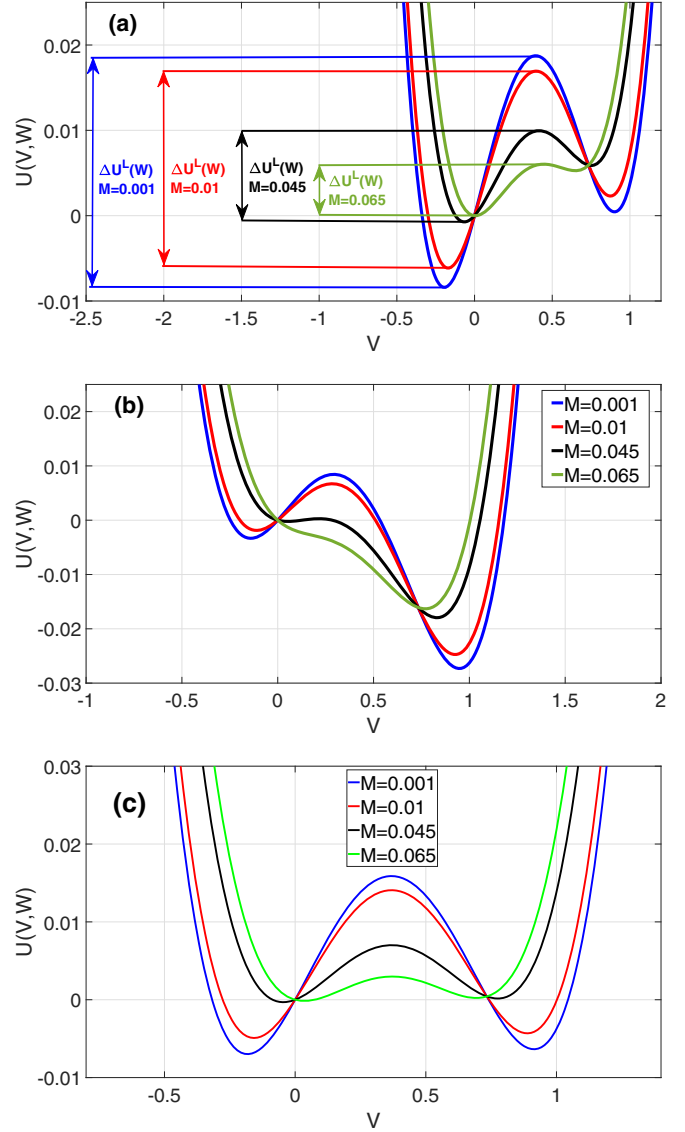 (a)
0.02
0.01
0
-0.01
U(V,W)
ΔU^L(W)
M=0.001
ΔU^L(W)
M=0.01
ΔU^L(W)
M=0.045
ΔU^L(W)
M=0.065
-2.5 -2 -1.5 -1 -0.5 0 0.5 1
V
(b)
0.02
0.01
0
-0.01
-0.02
-0.03
U(V,W)
M=0.001
M=0.01
M=0.045
M=0.065
-1 -0.5 0 0.5 1 1.5 2
V
(c)
0.03
0.02
0.01
0
-0.01
U(V,W)
M=0.001
M=0.01
M=0.045
M=0.065
-0.5 0 0.5 1
V